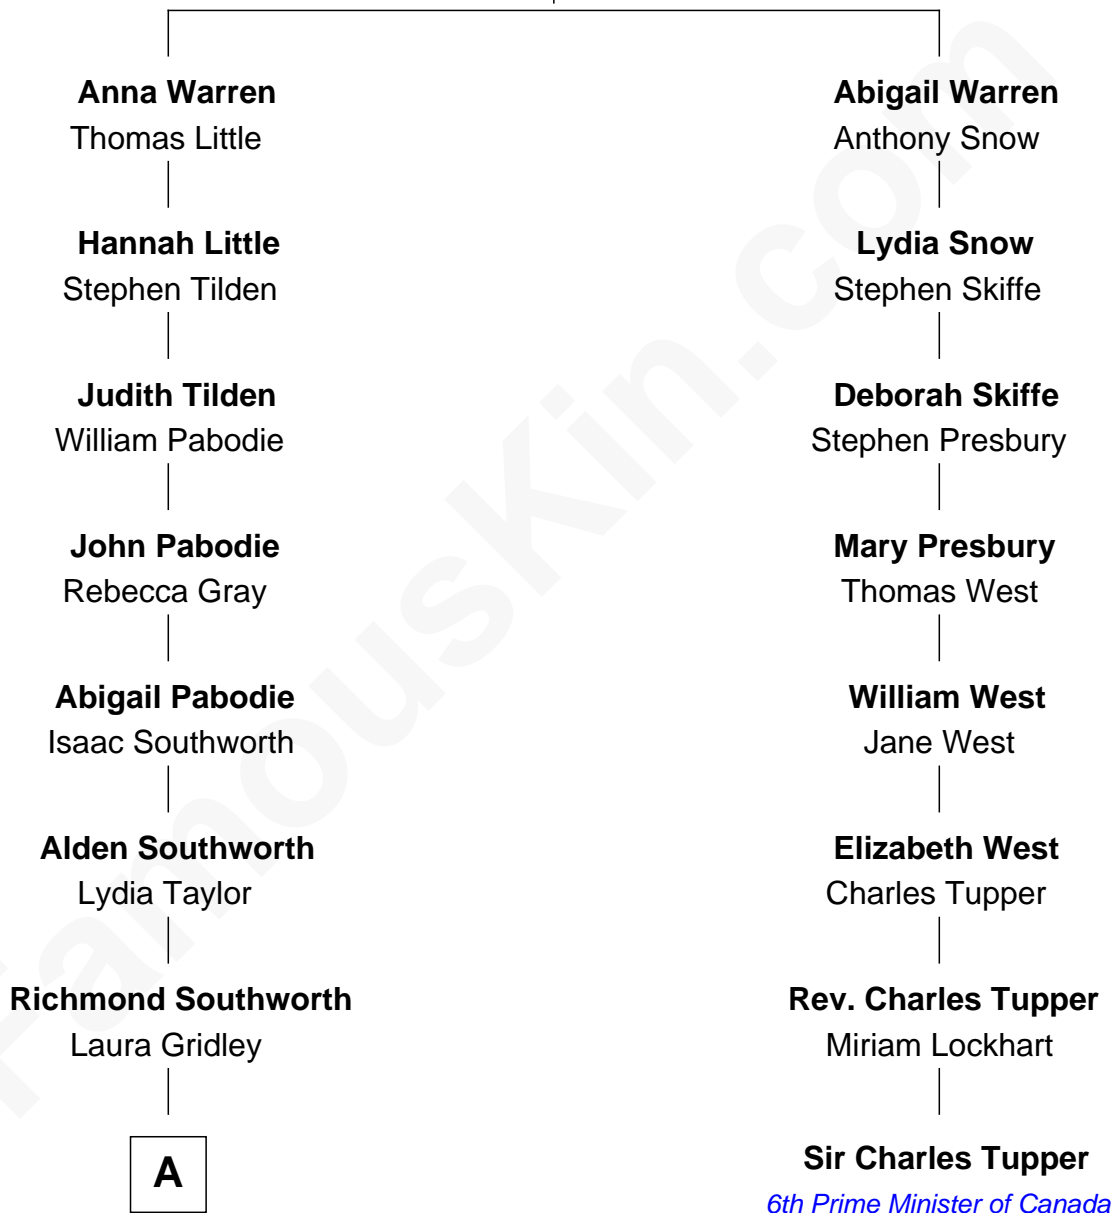 Anna Warren
Thomas Little
Abigail Warren
Anthony Snow
Hannah Little
Stephen Tilden
Lydia Snow
Stephen Skiffe
Judith Tilden
William Pabodie
Deborah Skiffe
Stephen Presbury
John Pabodie
Rebecca Gray
Mary Presbury
Thomas West
Abigail Pabodie
Isaac Southworth
William West
Jane West
Alden Southworth
Lydia Taylor
Elizabeth West
Charles Tupper
Richmond Southworth
Laura Gridley
Rev. Charles Tupper
Miriam Lockhart
A
Sir Charles Tupper
6th Prime Minister of Canada
FamousKin.com